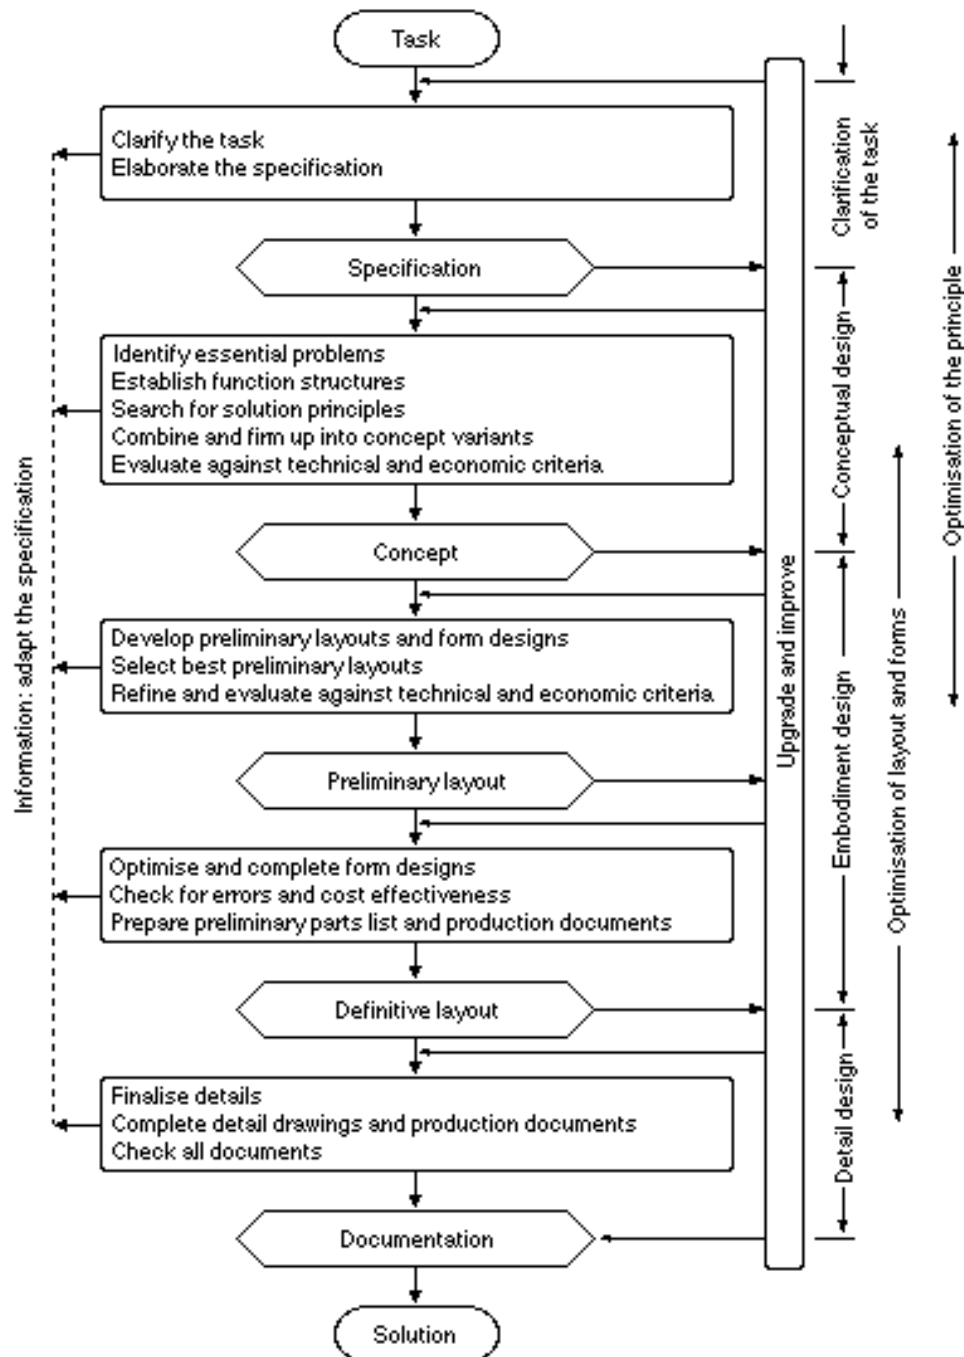 Task
Clarify the task
Elaborate the specification
Specification
Identify essential problems
Establish function structures
Search for solution principles
Combine and firm up into concept variants
Evaluate against technical and economic criteria
Concept
Develop preliminary layouts and form designs
Select best preliminary layouts
Refine and evaluate against technical and economic criteria
Preliminary layout
Optimise and complete form designs
Check for errors and cost effectiveness
Prepare preliminary parts list and production documents
Definitive layout
Finalise details
Complete detail drawings and production documents
Check all documents
Documentation
Solution
Information: adapt the specification
Upgrade and improve
Clarification
of the task
Conceptual design
Embodiment design
Detail design
Optimisation of layout and forms
Optimisation of the principle